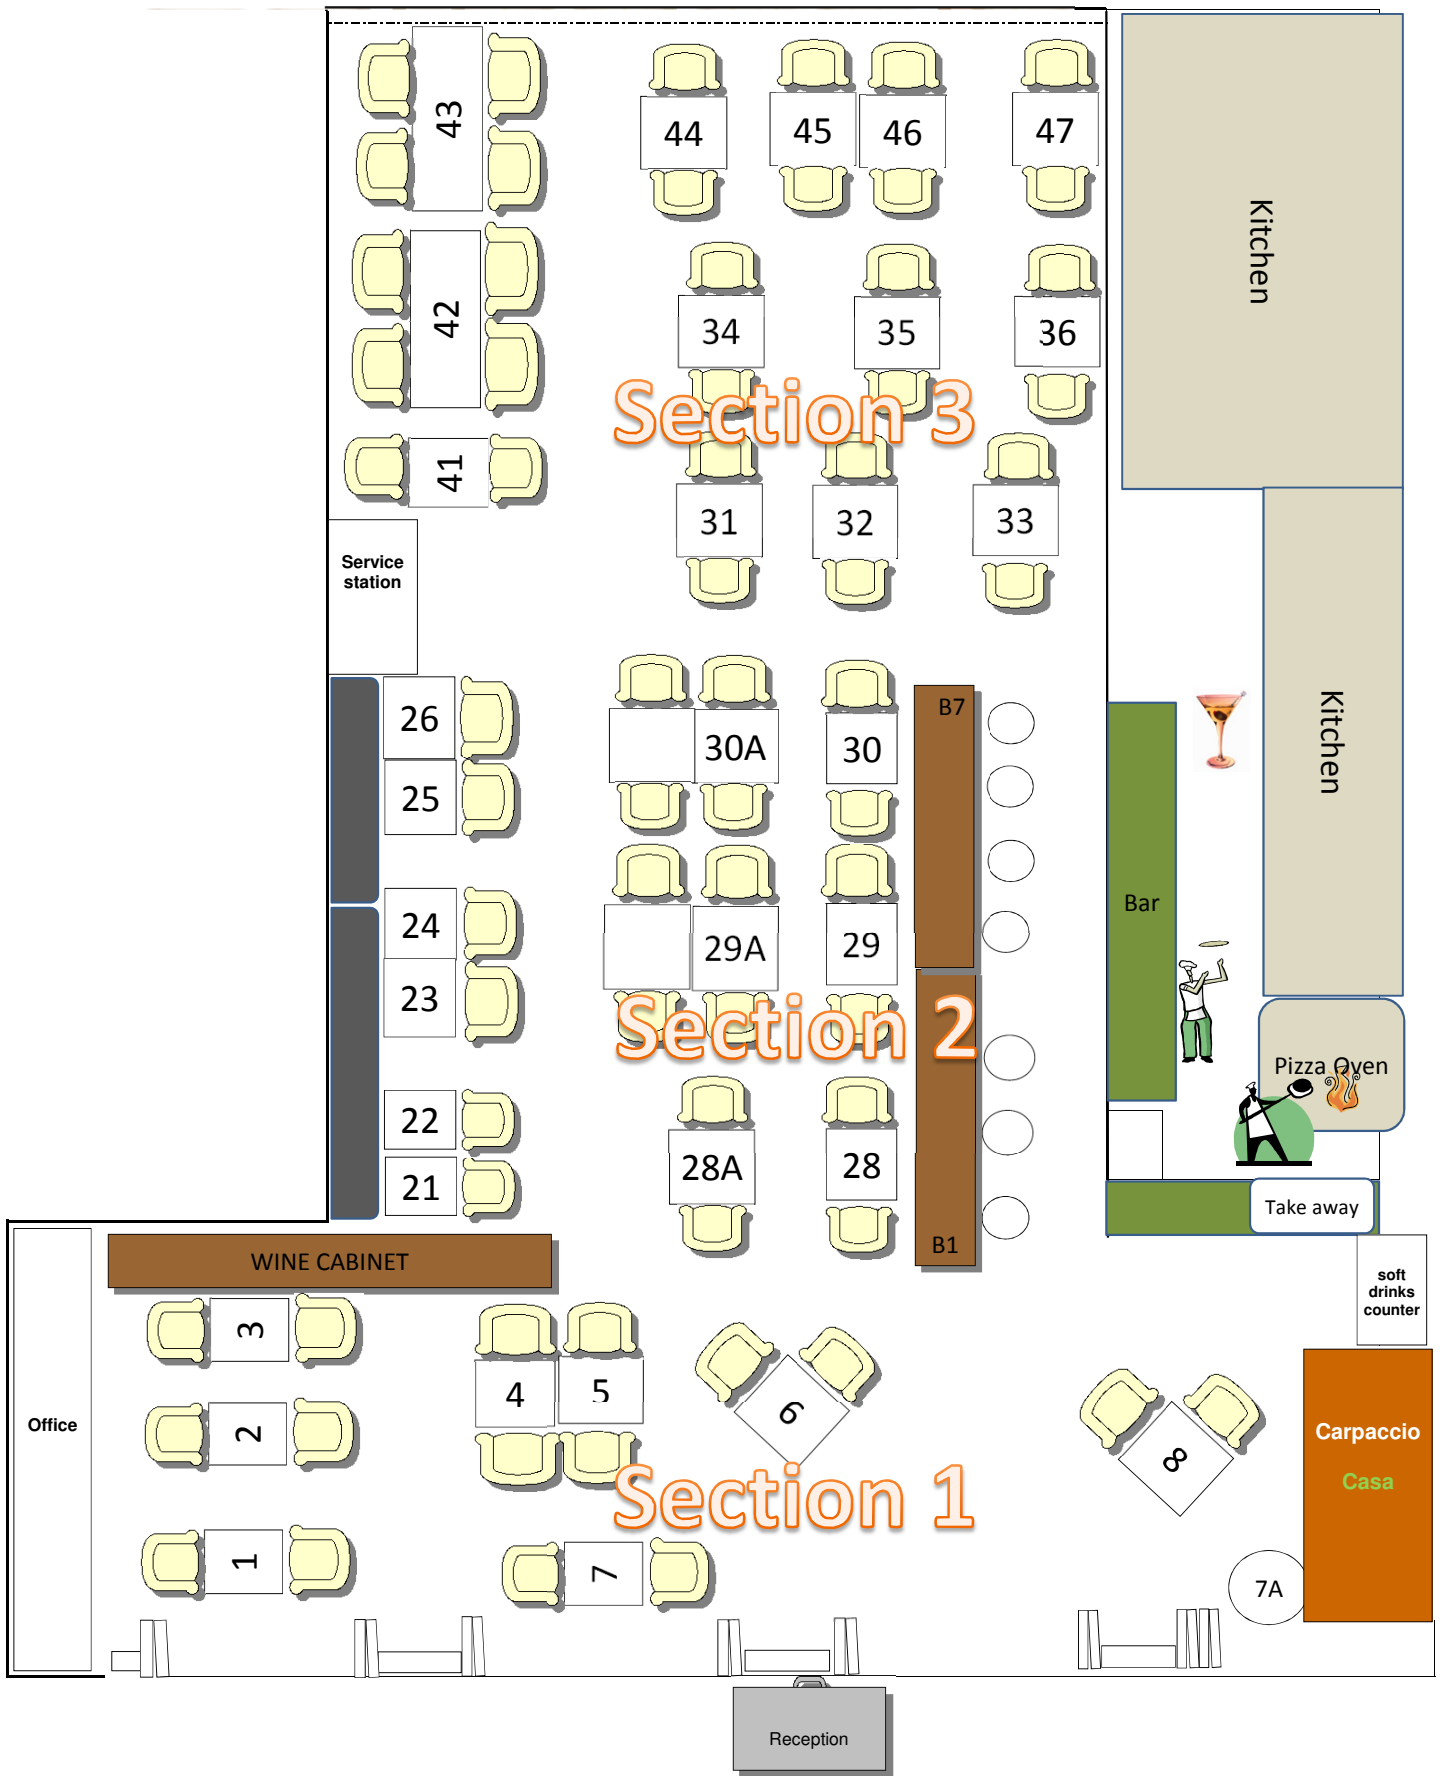 43
44
45
46
47
Kitchen
42
34
35
36
Section 3
41
31
32
33
Service
station
26
30A
30
B7
Kitchen
25
24
29A
29
Bar
23
Section 2
Pizza Oven
22
28A
28
21
Take away
B1
WINE CABINET
soft
drinks
counter
3
4
5
6
Office
2
8
Carpaccio
Casa
Section 1
1
7
7A
Reception